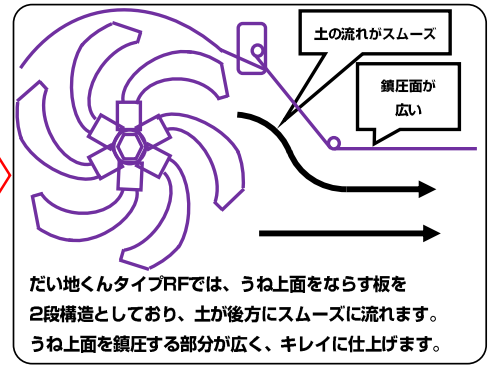 土の流れがスムーズ
鎮圧面が
広い
だい地くんタイプRFでは、うね上面をならす板を
2段構造としており、土が後方にスムーズに流れます。
うね上面を鎮圧する部分が広く、キレイに仕上げます。